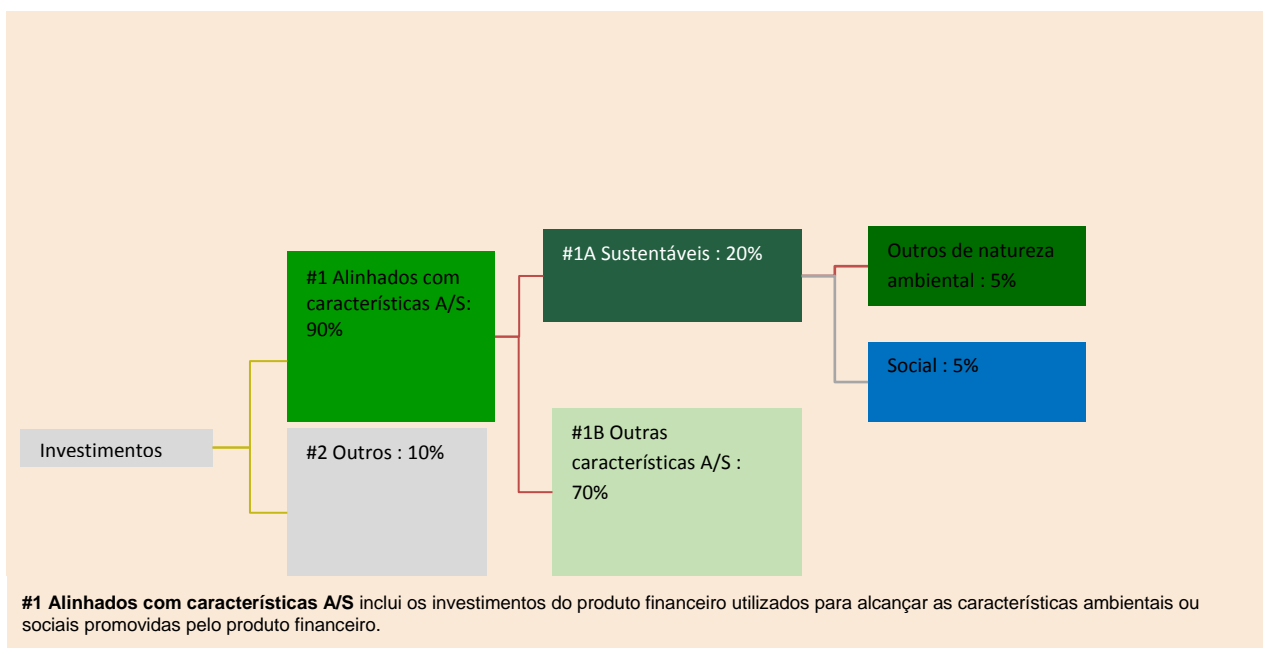 #1A Sustentáveis : 20%
Outros de natureza
ambiental : 5%
#1 Alinhados com
características A/S:
90%
Social : 5%
Investimentos
#2 Outros : 10%
#1B Outras
características A/S :
70%
#1 Alinhados com características A/S inclui os investimentos do produto financeiro utilizados para alcançar as características ambientais ou
sociais promovidas pelo produto financeiro.